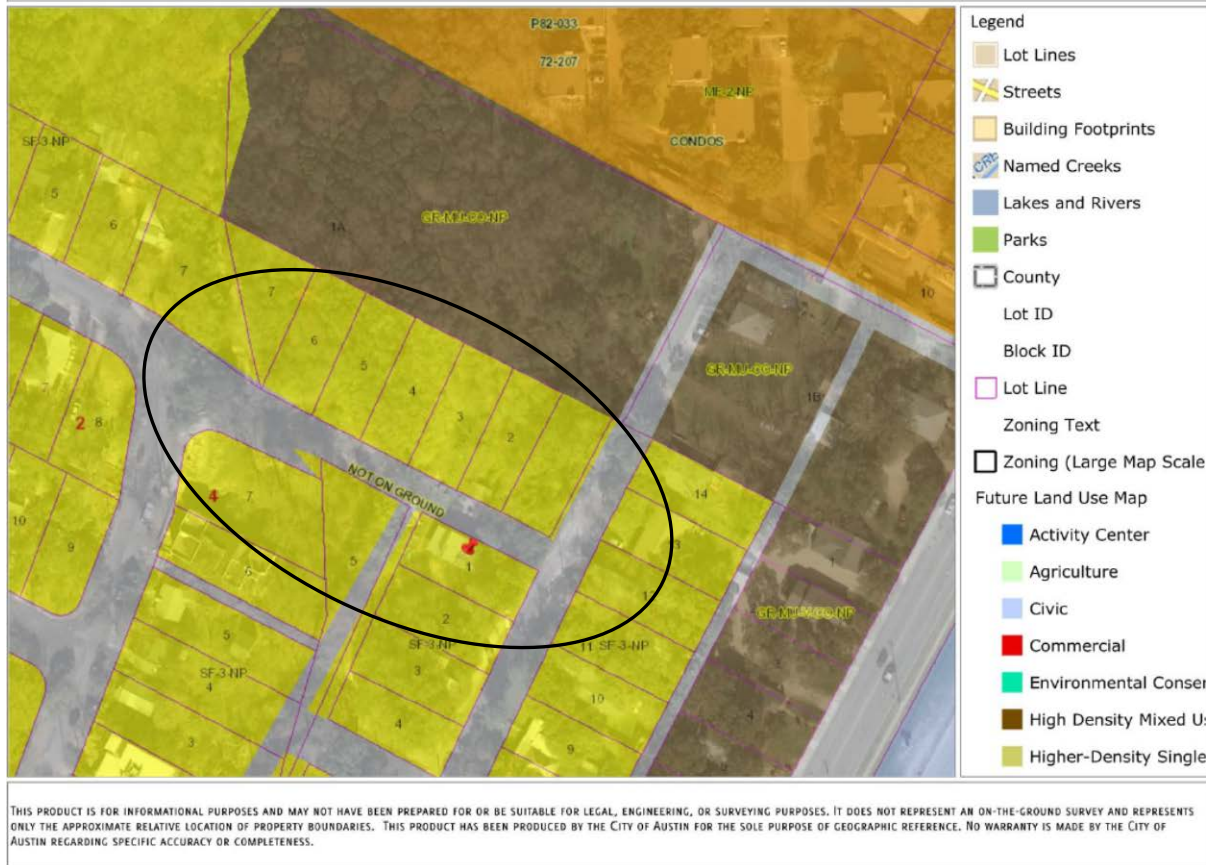 P82-033
72-207
MF-2-NP
CONDOS
SF-3-NP
5
6
7
1A
GR-MU-CO-NP
10
7
6
5
4
3
2
GR-MU-CO-NP
1B
2
8
4
7
NOT ON GROUND
14
1
5
10
9
6
1
2
12
GR-MU-V-CO-NP
SF-3-NP
3
11
SF-3-NP
5
SF-3-NP
4
4
10
4
3
9
Legend
Lot Lines
Streets
Building Footprints
CRE
Named Creeks
Lakes and Rivers
Parks
County
Lot ID
Block ID
Lot Line
Zoning Text
Zoning (Large Map Scale
Future Land Use Map
Activity Center
Agriculture
Civic
Commercial
Environmental Conser
High Density Mixed Us
Higher-Density Single
THIS PRODUCT IS FOR INFORMATIONAL PURPOSES AND MAY NOT HAVE BEEN PREPARED FOR OR BE SUITABLE FOR LEGAL, ENGINEERING, OR SURVEYING PURPOSES. IT DOES NOT REPRESENT AN ON-THE-GROUND SURVEY AND REPRESENTS
ONLY THE APPROXIMATE RELATIVE LOCATION OF PROPERTY BOUNDARIES. THIS PRODUCT HAS BEEN PRODUCED BY THE CITY OF AUSTIN FOR THE SOLE PURPOSE OF GEOGRAPHIC REFERENCE. NO WARRANTY IS MADE BY THE CITY OF
AUSTIN REGARDING SPECIFIC ACCURACY OR COMPLETENESS.